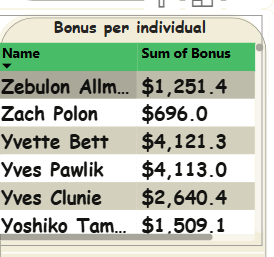 Bonus per individual
Name Sum of Bonus
Zebulon Allm... $1,251.4
Zach Polon $696.0
Yvette Bett $4,121.3
Yves Pawlik $4,113.0
Yves Clunie $2,640.4
Yoshiko Tam... $1,509.1